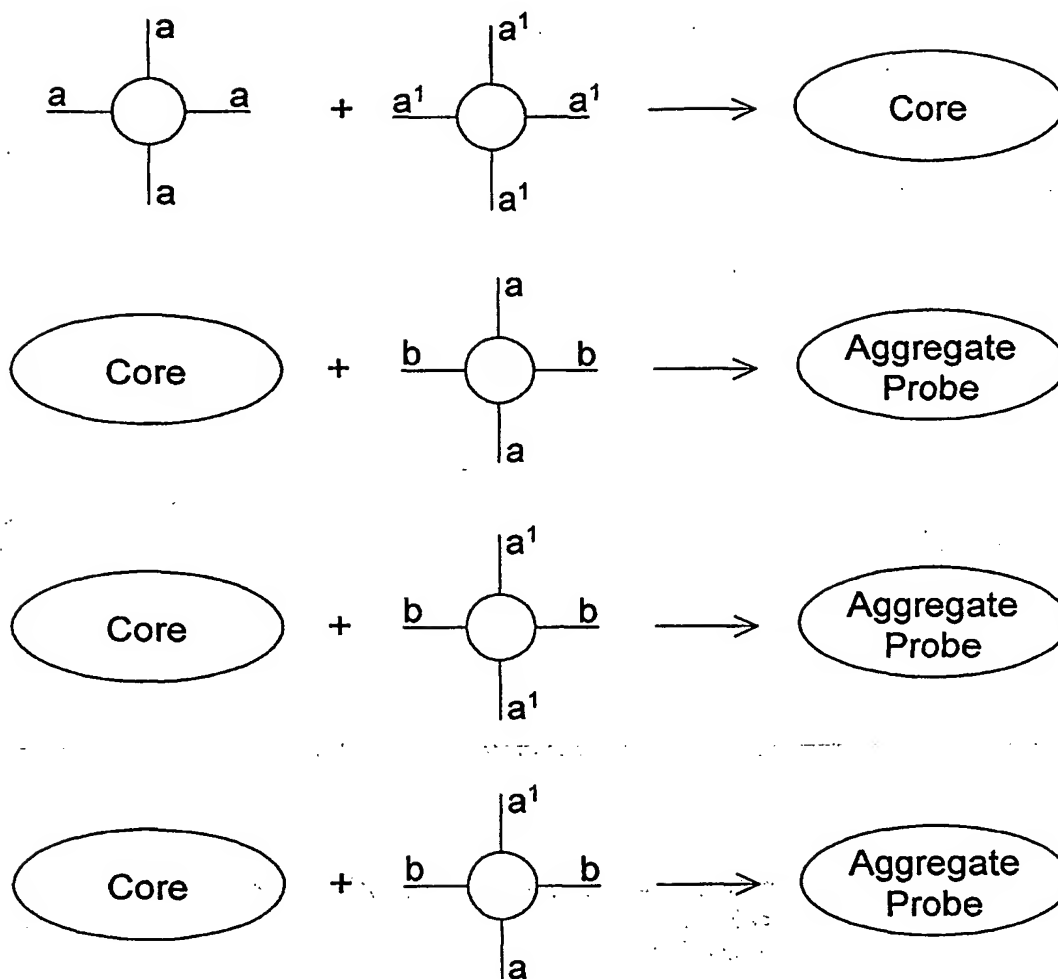 a a¹
a a + a¹ a¹ → Core
a a¹
a
Core + b b → Aggregate
Probe
a
a¹
Core + b b → Aggregate
Probe
a¹
a¹
Core + b b → Aggregate
Probe
a